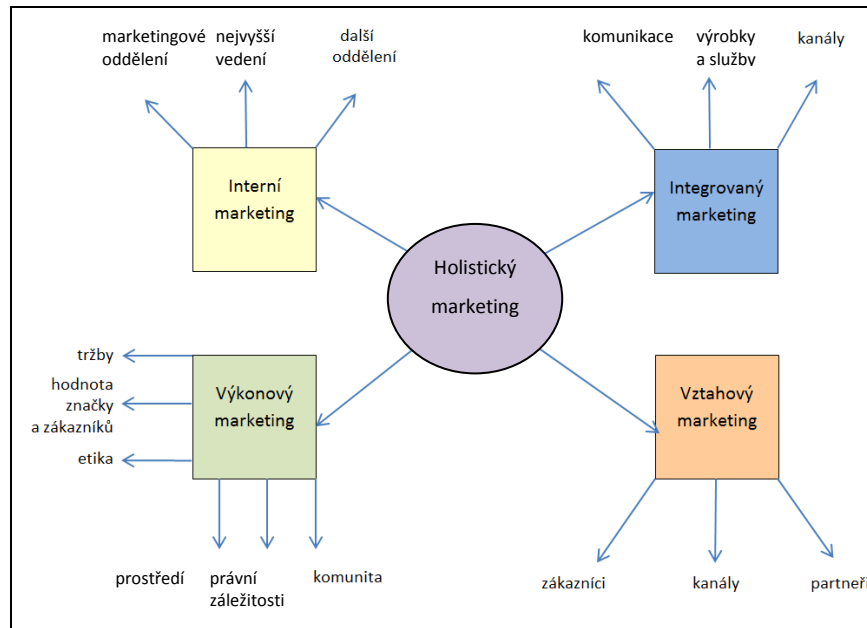 marketingové
oddělení
nejvyšší
vedení
další
oddělení
komunikace
výrobky
a služby
kanály
Interní
marketing
Integrovaný
marketing
Holistický
marketing
tržby
hodnota
značky
a zákazníků
etika
Výkonový
marketing
Vztahový
marketing
prostředí
právní
záležitosti
komunita
zákazníci
kanály
partneři